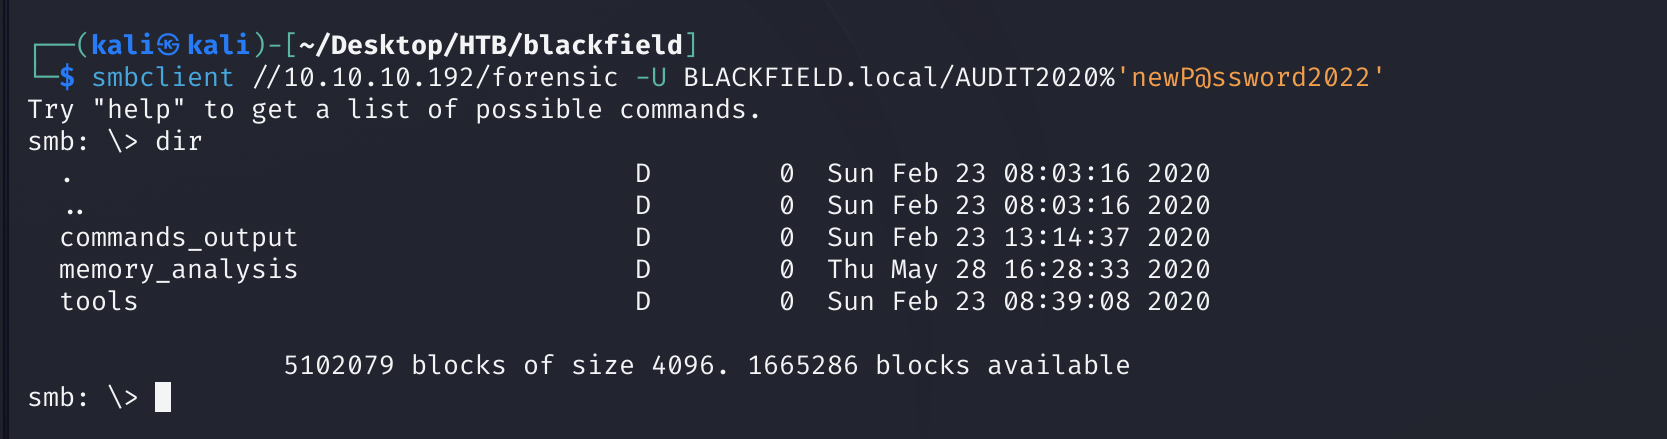 ┌──(kali㉿kali)-[~/Desktop/HTB/blackfield]
└─$ smbclient //10.10.10.192/forensic -U BLACKFIELD.local/AUDIT2020%'newP@ssword2022'
Try "help" to get a list of possible commands.
smb: \> dir
  .                                   D        0  Sun Feb 23 08:03:16 2020
  ..                                  D        0  Sun Feb 23 08:03:16 2020
  commands_output                     D        0  Sun Feb 23 13:14:37 2020
  memory_analysis                     D        0  Thu May 28 16:28:33 2020
  tools                               D        0  Sun Feb 23 08:39:08 2020
                5102079 blocks of size 4096. 1665286 blocks available
smb: \>